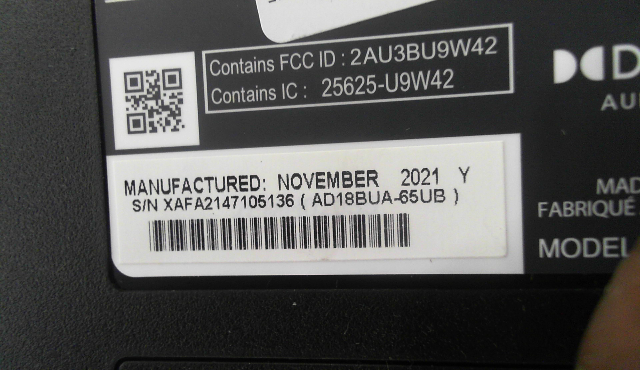 Contains FCC ID : 2AU3BU9W42
Contains IC : 25625-U9W42
AU
MANUFACTURED: NOVEMBER 2021 Y
S/N XAFA2147105136 ( AD18BUA-65UB )
MAD
FABRIQUÉ
MODEL